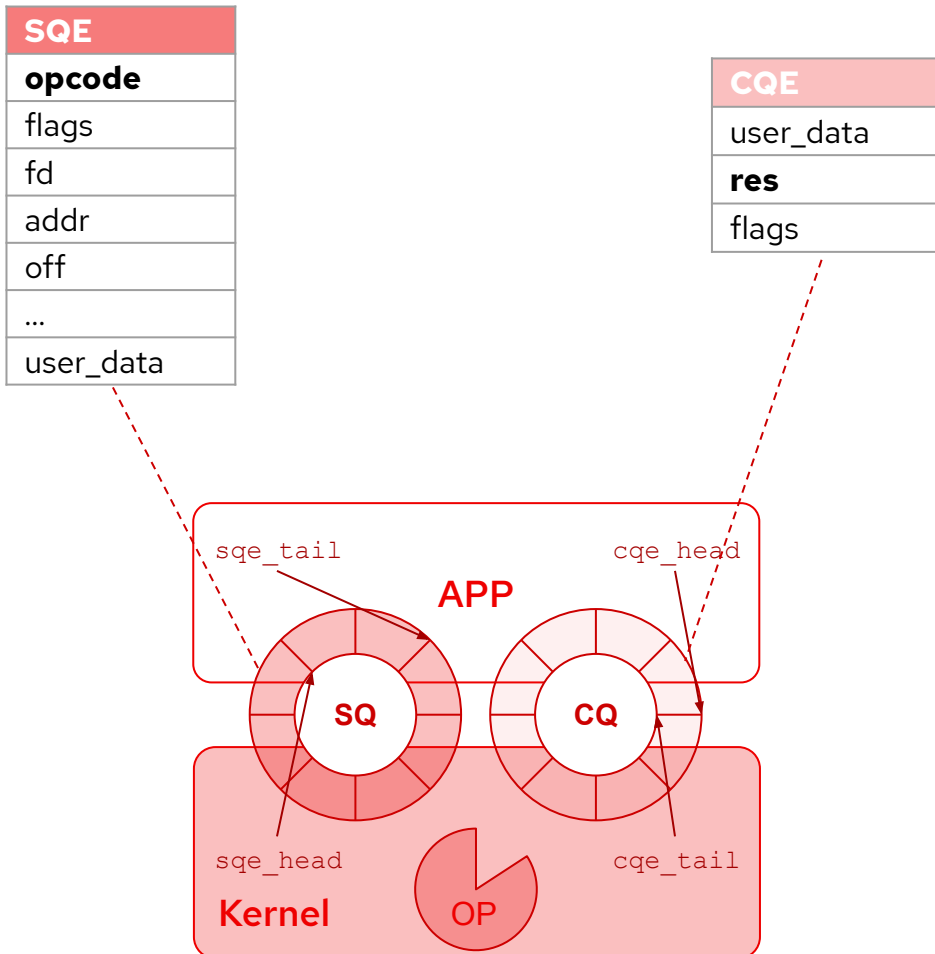 SQE
opcode
flags
fd
addr
off
...
user_data
CQE
user_data
res
flags
sqe_tail
cqe_head
APP
SQ
CQ
sqe_head
cqe_tail
Kernel
OP